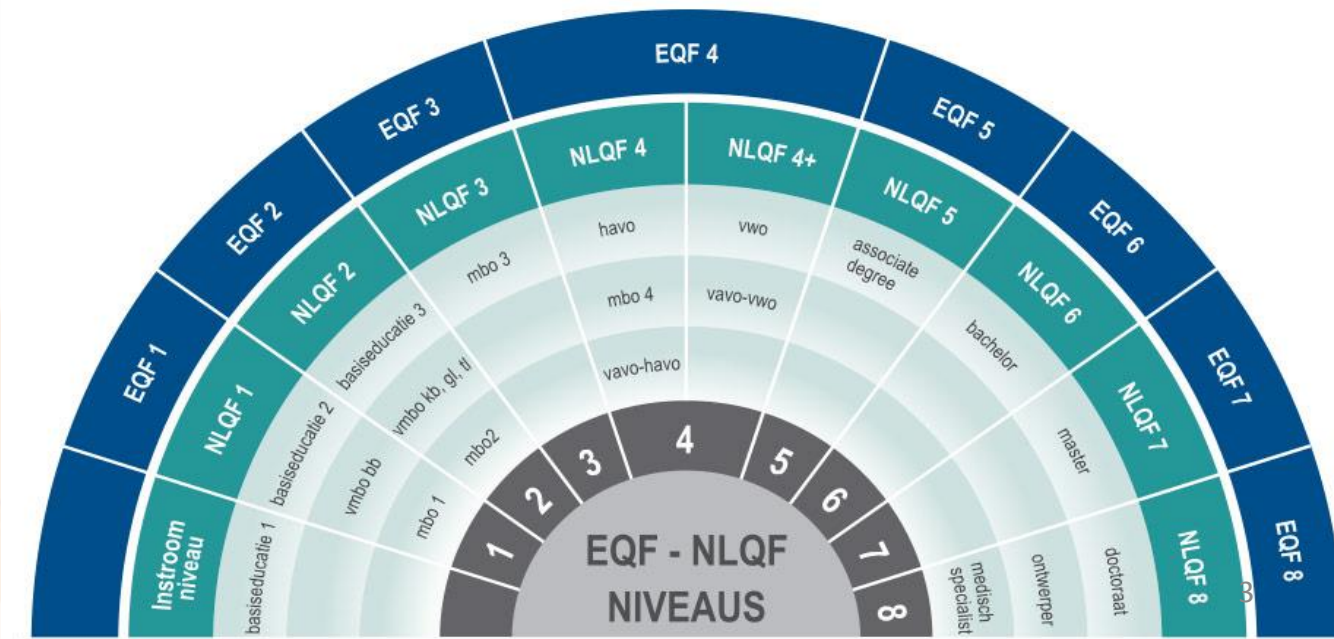 EQF 1
EQF 2
EQF 3
EQF 4
EQF 5
EQF 6
EQF 7
EQF 8
Instroom
niveau
NLQF 1
NLQF 2
NLQF 3
NLQF 4
NLQF 4+
NLQF 5
NLQF 6
NLQF 7
NLQF 8
basiseducatie 1
basiseducatie 2
vmbo bb
mbo 1
basiseducatie 3
vmbo kb, gl, tl
mbo2
mbo 3
havo
mbo 4
vavo-havo
vwo
vavo-vwo
associate
degree
bachelor
master
doctoraat
ontwerper
medisch
specialist
1
2
3
4
5
6
7
8
EQF - NLQF
NIVEAUS
3